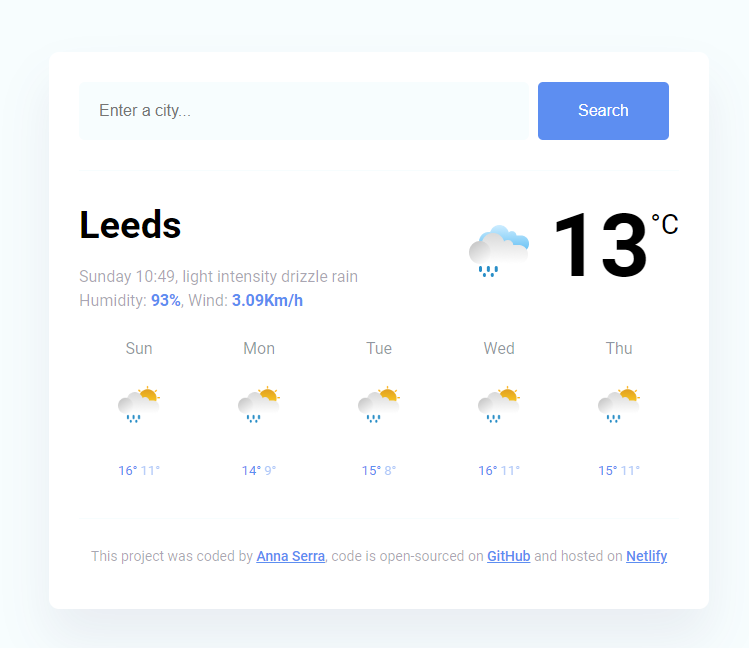 Enter a city...
Search
Leeds
13°C
Sunday 10:49, light intensity drizzle rain
Humidity: 93%, Wind: 3.09Km/h
Sun Mon Tue Wed Thu
16° 11° 14° 9° 15° 8° 16° 11° 15° 11°
This project was coded by Anna Serra, code is open-sourced on GitHub and hosted on Netlify